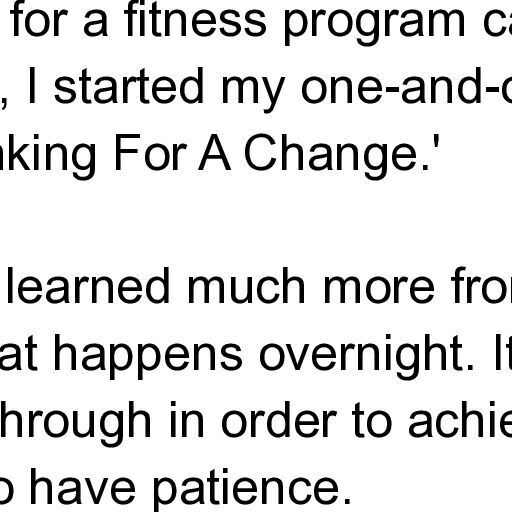 for a fitness program ca
, I started my one-and-o
nking For A Change.'
learned much more fro
at happens overnight. It
hrough in order to achie
o have patience.